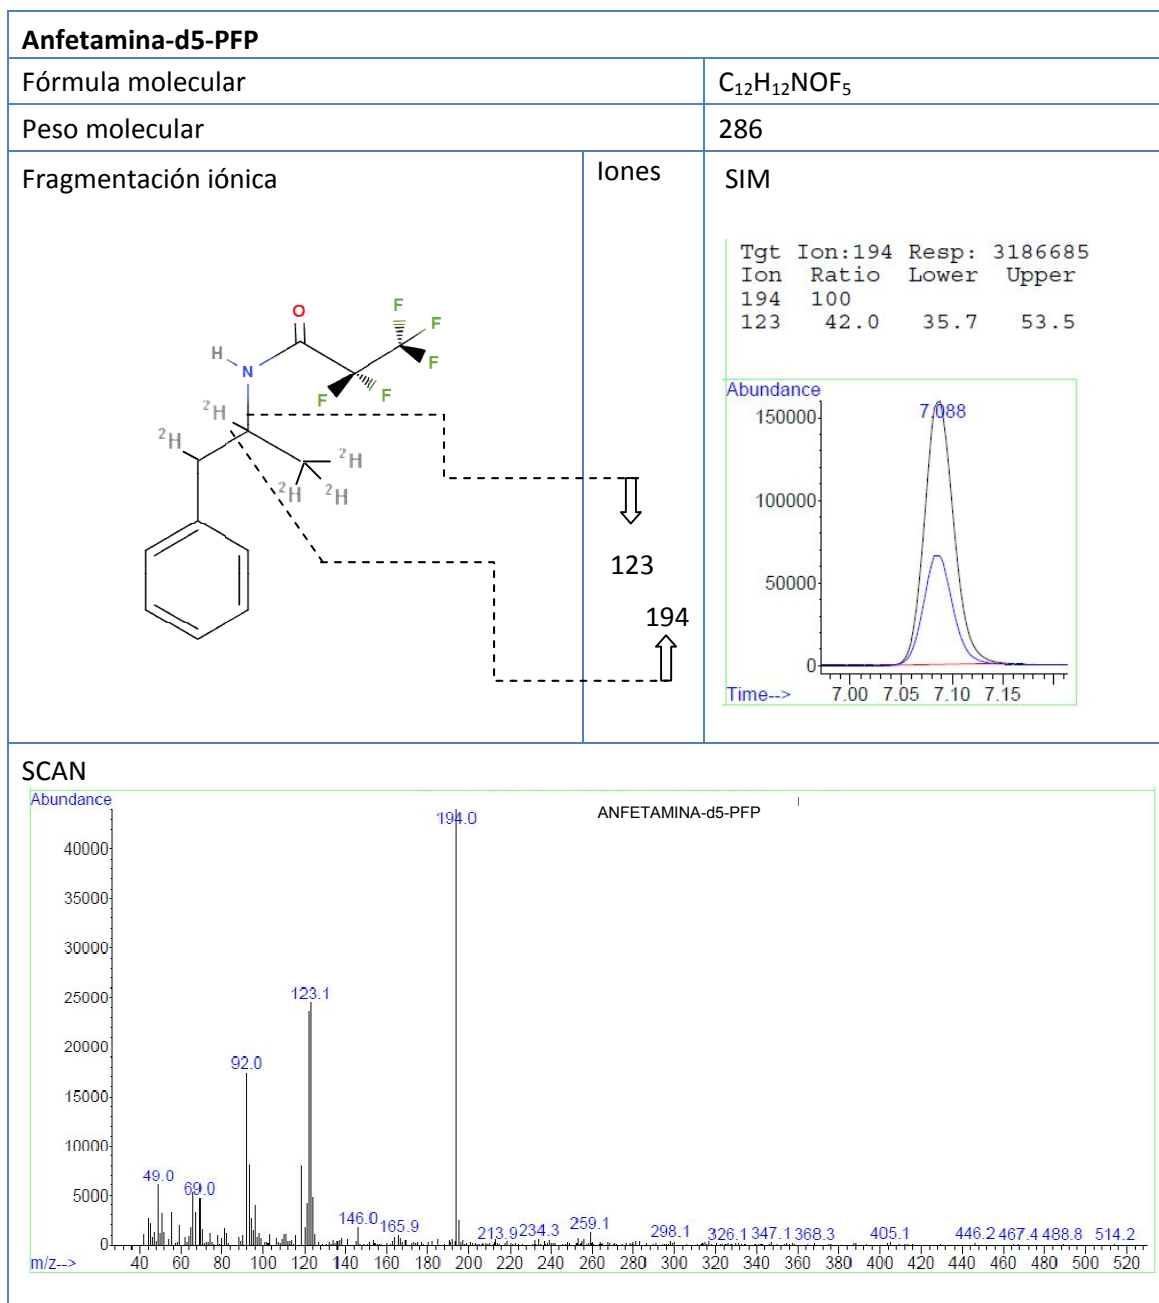 Anfetamina-d5-PFP
Fórmula molecular
C12H12NOF5
Peso molecular
286
Fragmentación iónica
Iones
SIM
O
F
F
F
F
F
H
N
²H
²H
²H
²H
²H
123
194
Tgt Ion:194 Resp: 3186685
Ion Ratio Lower Upper
194 100
123 42.0 35.7 53.5
Abundance
7.088
150000
100000
50000
0
Time--> 7.00 7.05 7.10 7.15
SCAN
Abundance
ANFETAMINA-d5-PFP
194.0
40000
35000
30000
25000
123.1
20000
92.0
15000
10000
49.0
5000
69.0
146.0
165.9
213.9
234.3
259.1
298.1
326.1
347.1
368.3
405.1
446.2
467.4
488.8
514.2
0
m/z--> 40 60 80 100 120 140 160 180 200 220 240 260 280 300 320 340 360 380 400 420 440 460 480 500 520